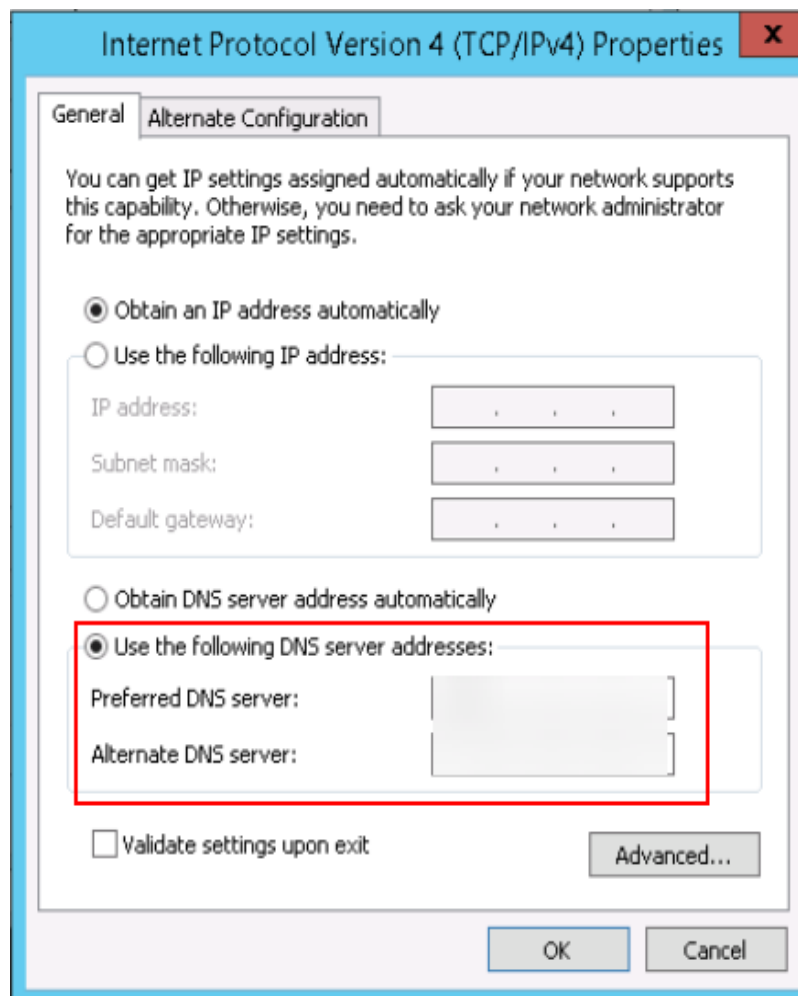 Internet Protocol Version 4 (TCP/IPv4) Properties
x
General
Alternate Configuration
You can get IP settings assigned automatically if your network supports
this capability. Otherwise, you need to ask your network administrator
for the appropriate IP settings.
Obtain an IP address automatically
Use the following IP address:
IP address:
Subnet mask:
Default gateway:
Obtain DNS server address automatically
Use the following DNS server addresses:
Preferred DNS server:
Alternate DNS server:
Validate settings upon exit
Advanced...
OK
Cancel